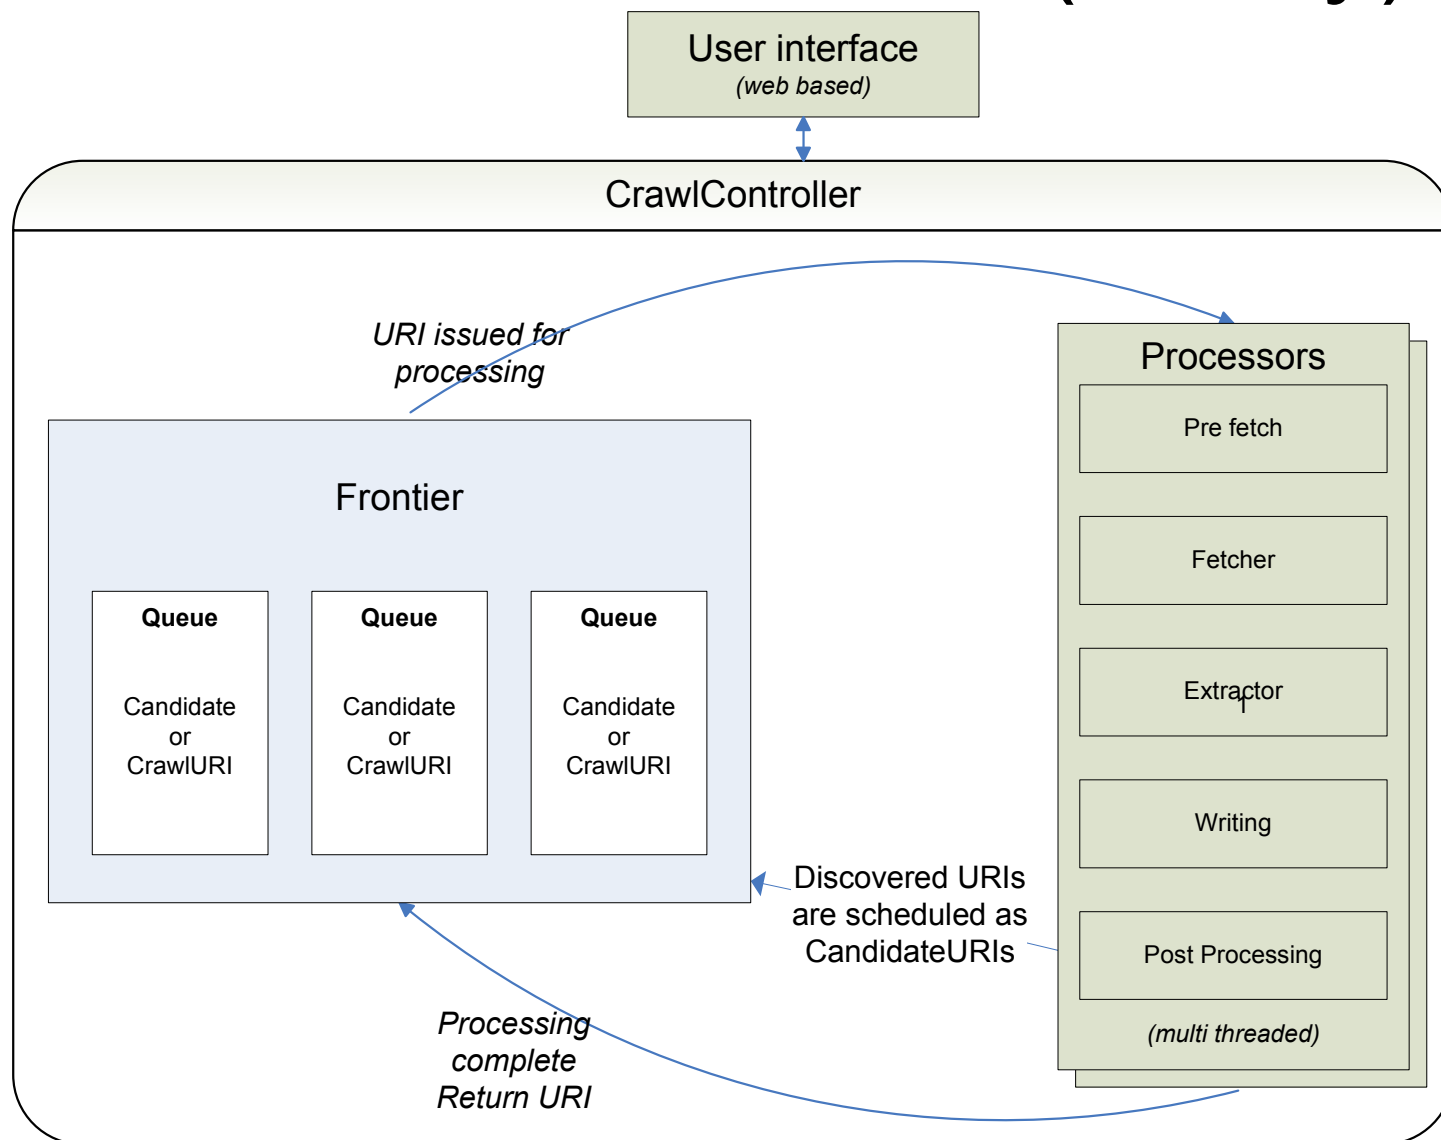 User interface
(web based)
CrawlController
URI issued for
processing
Processors
Pre fetch
Frontier
Fetcher
Queue
Candidate
or
CrawlURI
Queue
Candidate
or
CrawlURI
Queue
Candidate
or
CrawlURI
Extractor
1
Writing
Discovered URIs
are scheduled as
CandidateURIs
Post Processing
(multi threaded)
Processing
complete
Return URI